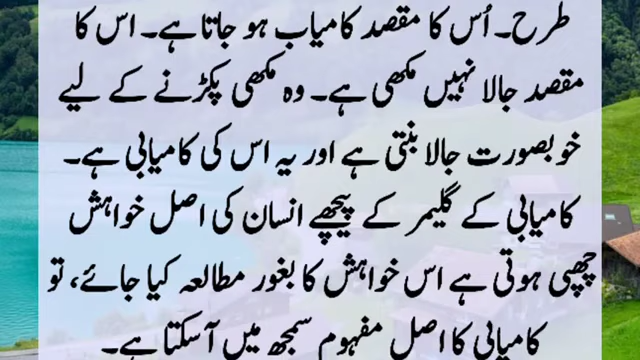 طرح۔ اُس کا مقصد کامیاب ہو جاتا ہے۔ اس کا
مقصد جالا نہیں مکھی ہے۔ وہ مکھی پکڑنے کے لیے
خوبصورت جالا بنتی ہے اور یہ اس کی کامیابی ہے۔
کامیابی کے گلیمر کے پیچھے انسان کی اصل خواہش
چھپی ہوتی ہے اس خواہش کا بغور مطالعہ کیا جائے، تو
کامیابی کا اصل مفہوم سمجھ میں آ سکتا ہے۔